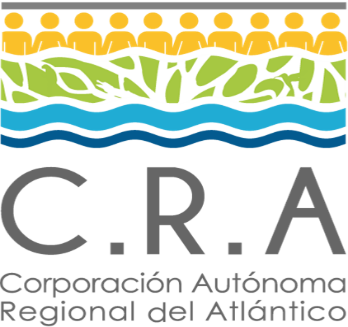 C.R.A
Corporación Autónoma
Regional del Atlántico